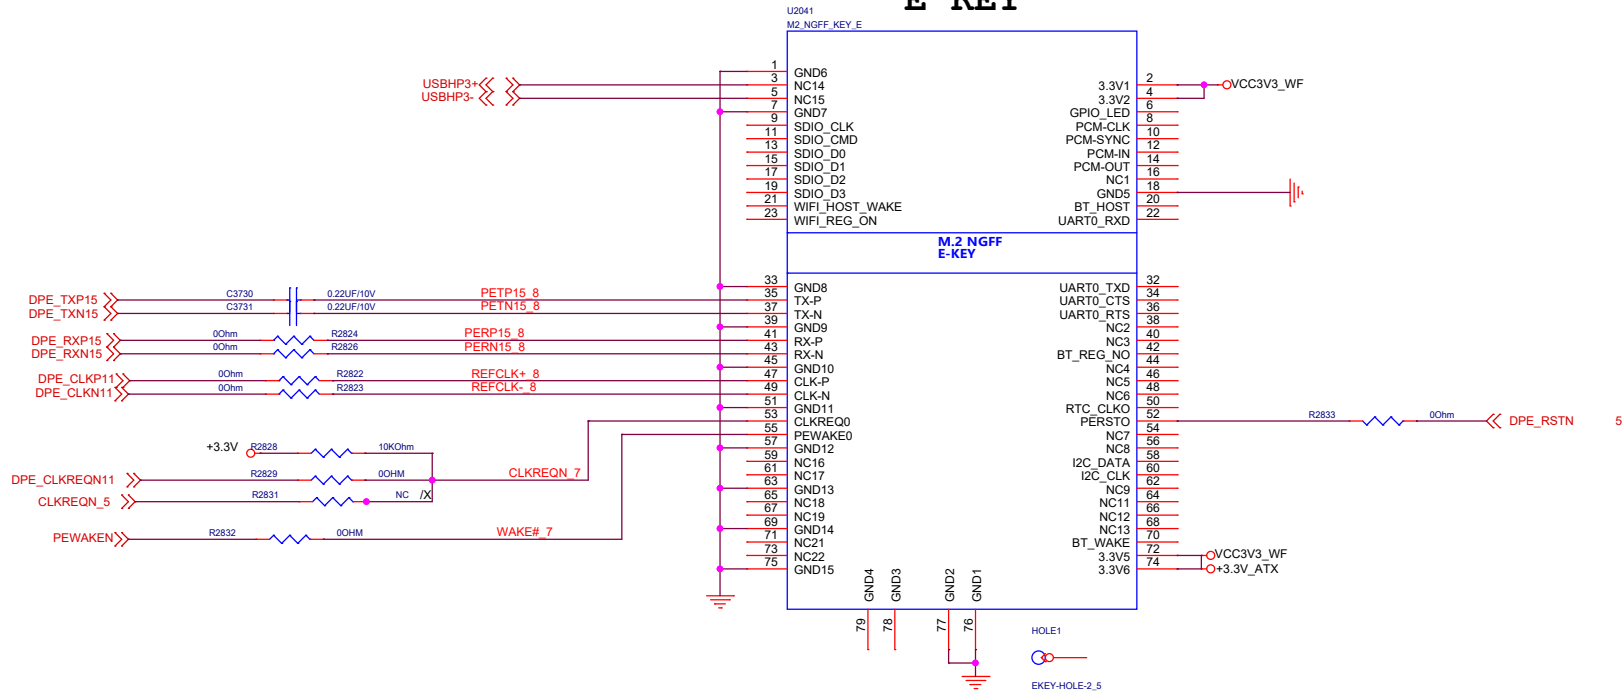 E KEY
U2041
M2_NGFF_KEY_E
USBHP3+
USBHP3-
1 GND6
3 NC14
5 NC15
7 GND7
9 SDIO_CLK
11 SDIO_CMD
13 SDIO_D0
15 SDIO_D1
17 SDIO_D2
19 SDIO_D3
21 WIFI_HOST_WAKE
23 WIFI_REG_ON
3.3V1 2 VCC3V3_WF
3.3V2 4
GPIO_LED 6
PCM-CLK 8
PCM-SYNC 10
PCM-IN 12
PCM-OUT 14
NC1 16
GND5 18
BT_HOST 20
UART0_RXD 22
M.2 NGFF
E-KEY
DPE_TXP15 C3730 0.22UF/10V PETP15_8
DPE_TXN15 C3731 0.22UF/10V PETN15_8
DPE_RXP15 0Ohm R2824 PERP15_8
DPE_RXN15 0Ohm R2826 PERN15_8
DPE_CLKP11 0Ohm R2822 REFCLK+_8
DPE_CLKN11 0Ohm R2823 REFCLK-_8
+3.3V R2828 10KOhm
DPE_CLKREQN11 R2829 0OHM CLKREQN_7
CLKREQN_5 R2831 NC /X
PEWAKEN R2832 0OHM WAKE#_7
33 GND8
35 TX-P
37 TX-N
39 GND9
41 RX-P
43 RX-N
45 GND10
47 CLK-P
49 CLK-N
51 GND11
53 CLKREQ0
55 PEWAKE0
57 GND12
59 NC16
61 NC17
63 GND13
65 NC18
67 NC19
69 GND14
71 NC21
73 NC22
75 GND15
UART0_TXD 32
UART0_CTS 34
UART0_RTS 36
NC2 38
NC3 40
BT_REG_NO 42
NC4 44
NC5 46
NC6 48
RTC_CLKO 50
PERSTO 52 R2833 0Ohm DPE_RSTN 5
NC7 54
NC8 56
I2C_DATA 58
I2C_CLK 60
NC9 62
NC11 64
NC12 66
NC13 68
BT_WAKE 70
3.3V5 72 VCC3V3_WF
3.3V6 74 +3.3V_ATX
GND4 GND3 GND2 GND1
79 78 77 76
HOLE1
EKEY-HOLE-2_5